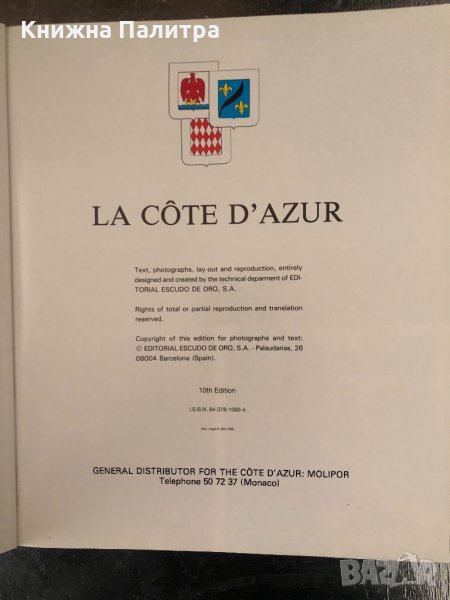 Книжна Палитра
LA CÔTE D'AZUR
Text, photographs, lay-out and reproduction, entirely
designed and created by the technical deparment of EDI-
TORIAL ESCUDO DE ORO, S.A.
Rights of total or partial reproduction and translation
reserved.
Copyright of this edition for photographs and text:
© EDITORIAL ESCUDO DE ORO, S.A. - Palaudarias, 26
08004 Barcelona (Spain).
10th Edition
I.S.B.N. 84-378-1060-4
GENERAL DISTRIBUTOR FOR THE CÔTE D'AZUR: MOLIPOR
Telephone 50 72 37 (Monaco)